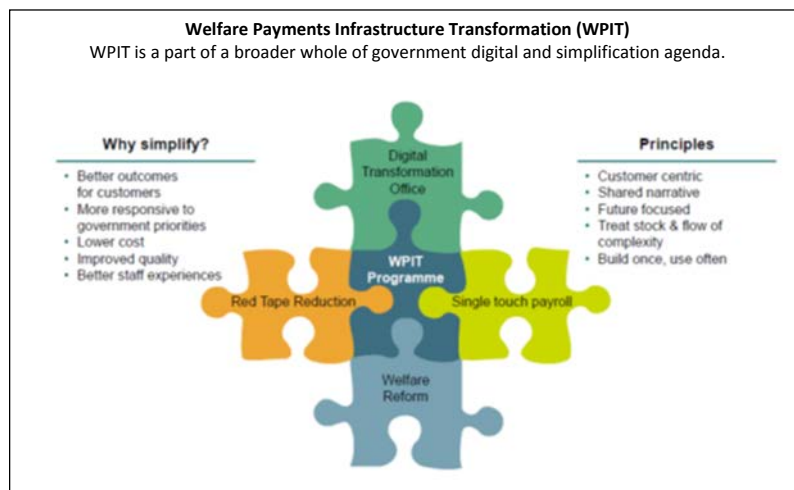 Welfare Payments Infrastructure Transformation (WPIT)
WPIT is a part of a broader whole of government digital and simplification agenda.
Why simplify?
• Better outcomes
for customers
• More responsive to
government priorities
• Lower cost
• Improved quality
• Better staff experiences
Digital
Transformation
Office
WPIT
Programme
Red Tape Reduction
Single touch payroll
Welfare
Reform
Principles
• Customer centric
• Shared narrative
• Future focused
• Treat stock & flow of
complexity
• Build once, use often